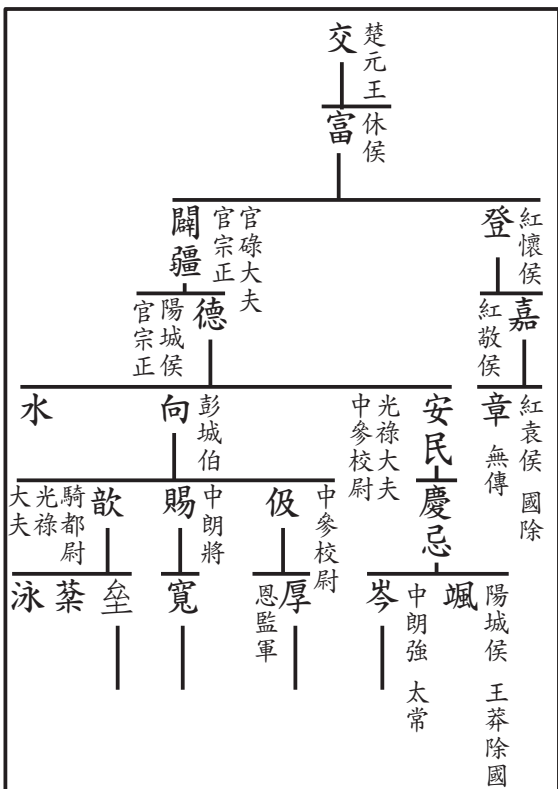 楚元王
交
休侯
富
紅懷侯
登
官碌大夫
官宗正
闢疆
嘉
紅敬侯
德
陽城侯
官宗正
紅袁侯 國除
章 無傳
安民
光祿大夫
中參校尉
彭城伯
向
水
慶忌
中參校尉
伋
中朗將
賜
騎都尉
歆
光祿
大夫
陽城侯 王莽除國
颯
中朗強 太常
岑
厚
恩監軍
寬
垒
棻
泳